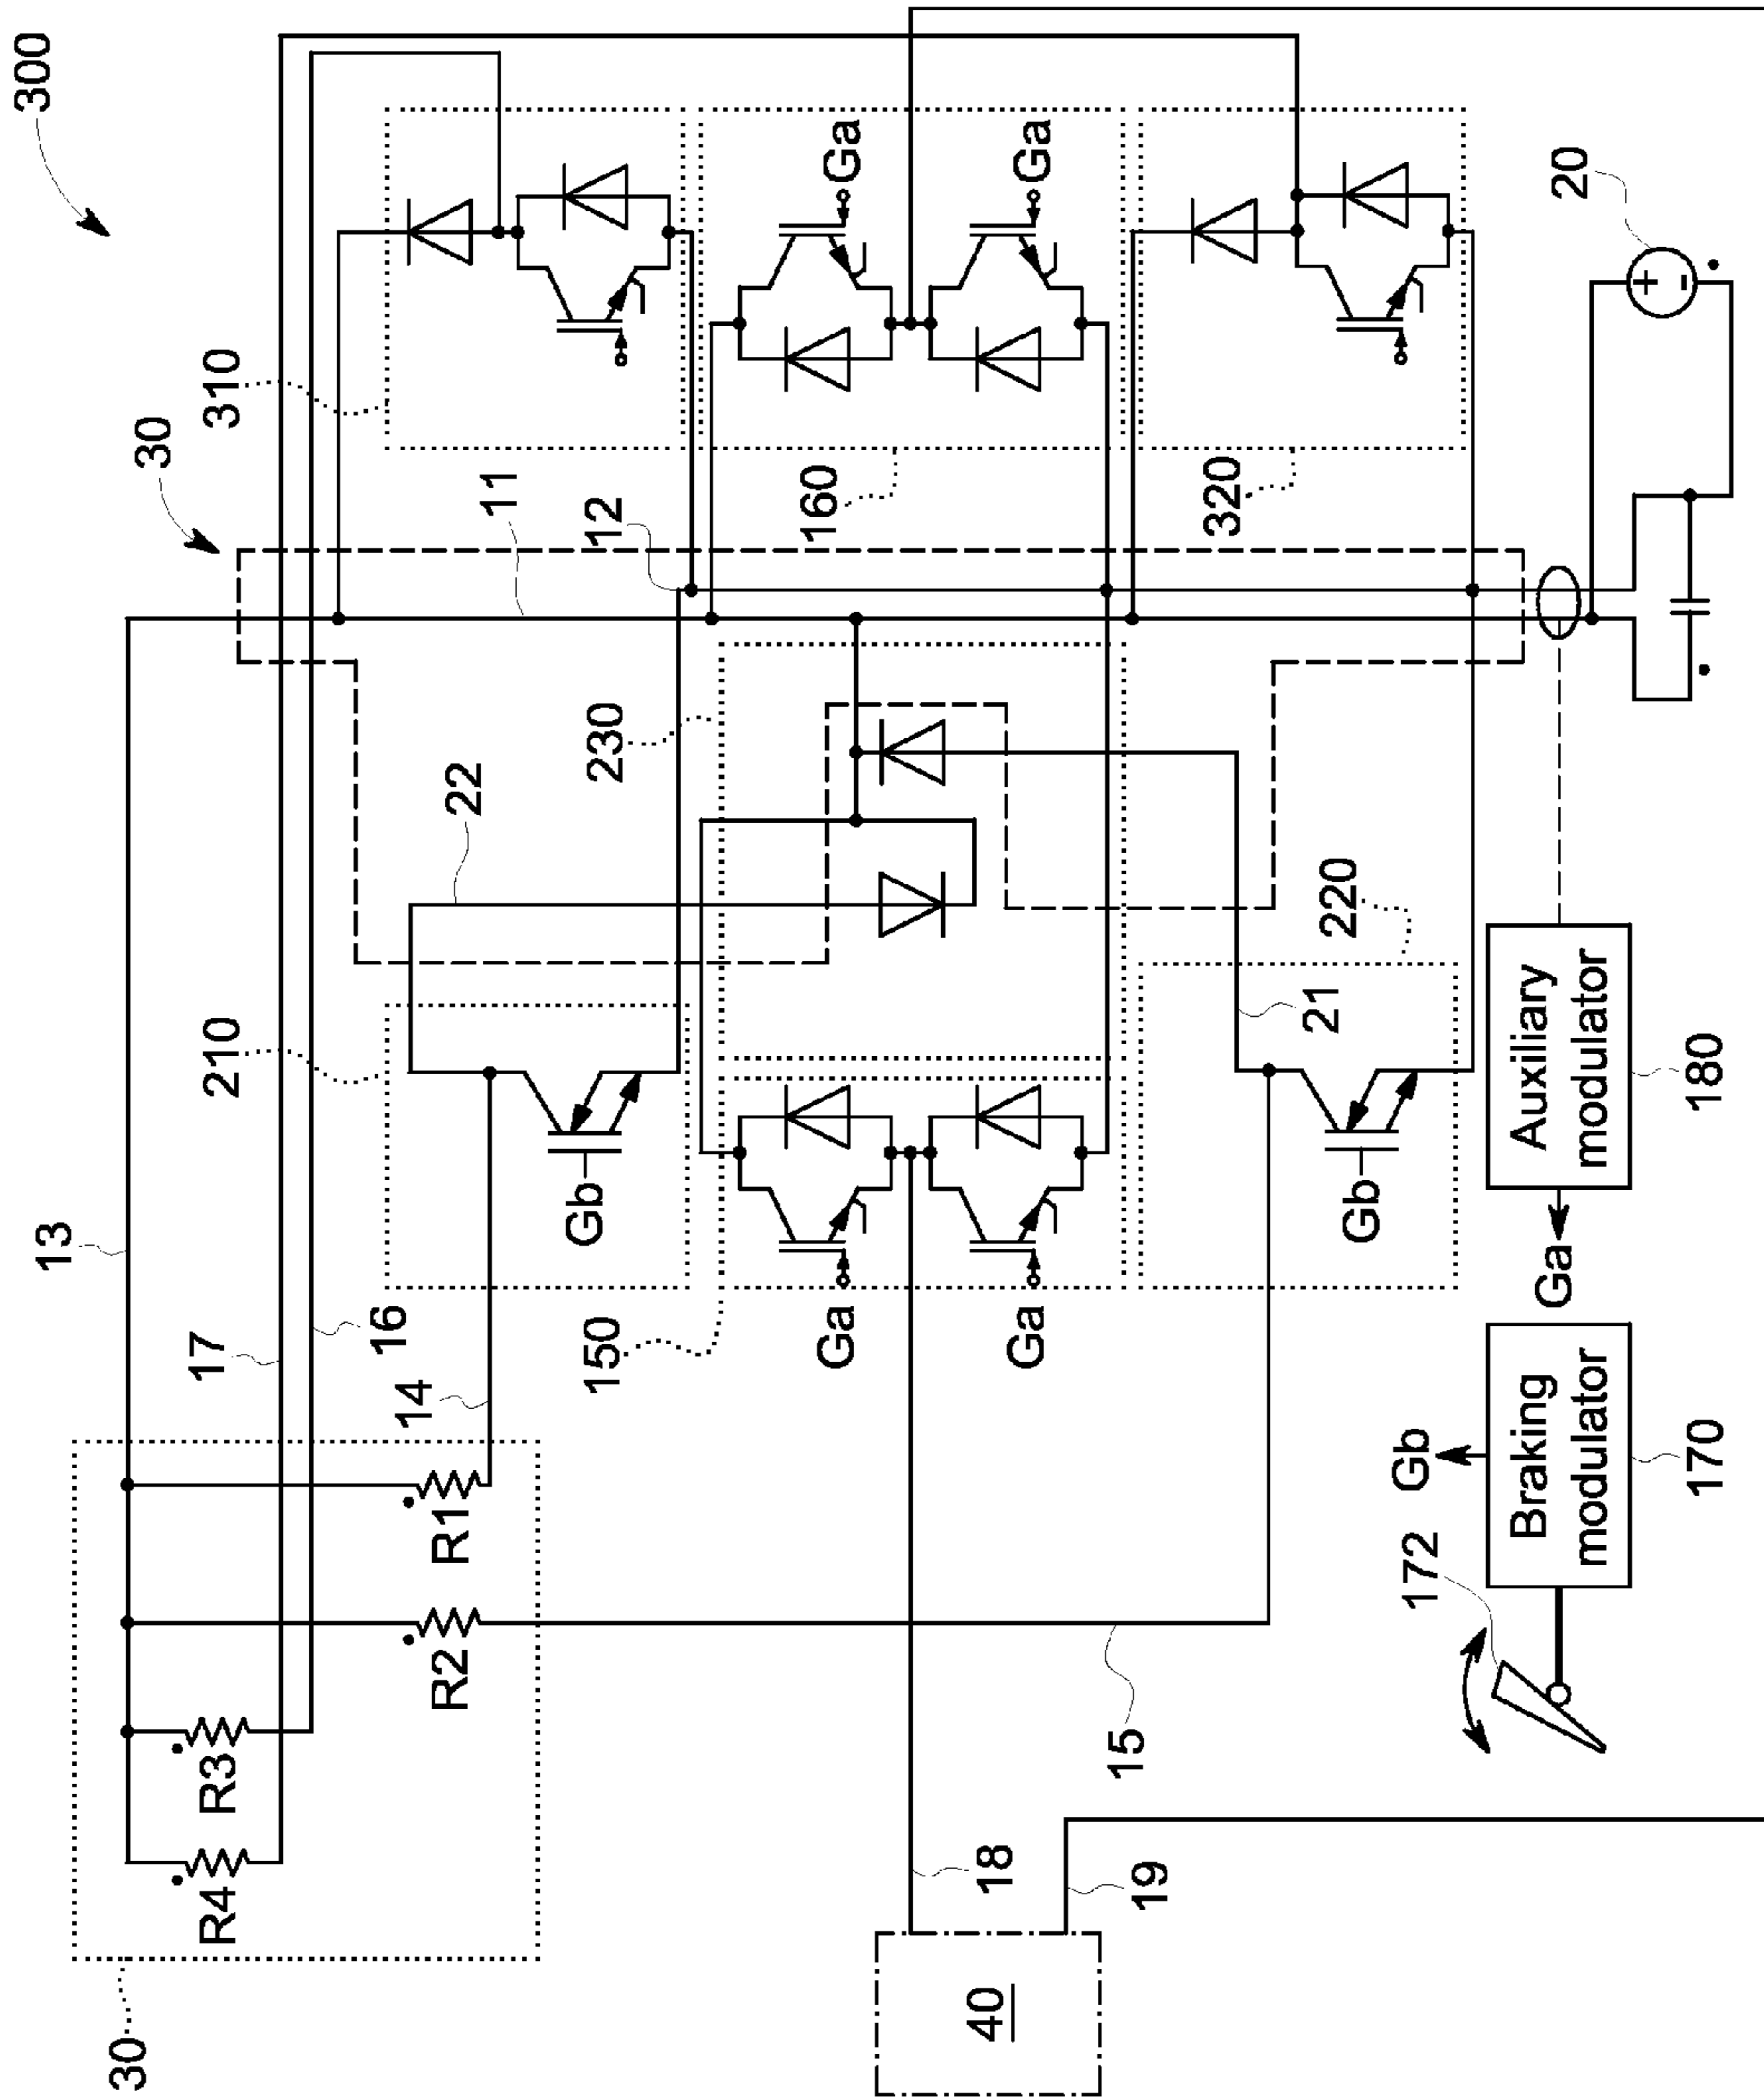 300
13
30
30
R4
R3
17
210
310
16
14
R2
R1
22
11
150
Gb
230
12
Ga
160
Ga
40
18
Ga
Ga
15
19
320
21
220
Gb
172
Gb
Braking
modulator
Ga
Auxiliary
modulator
20
+
-
170
180